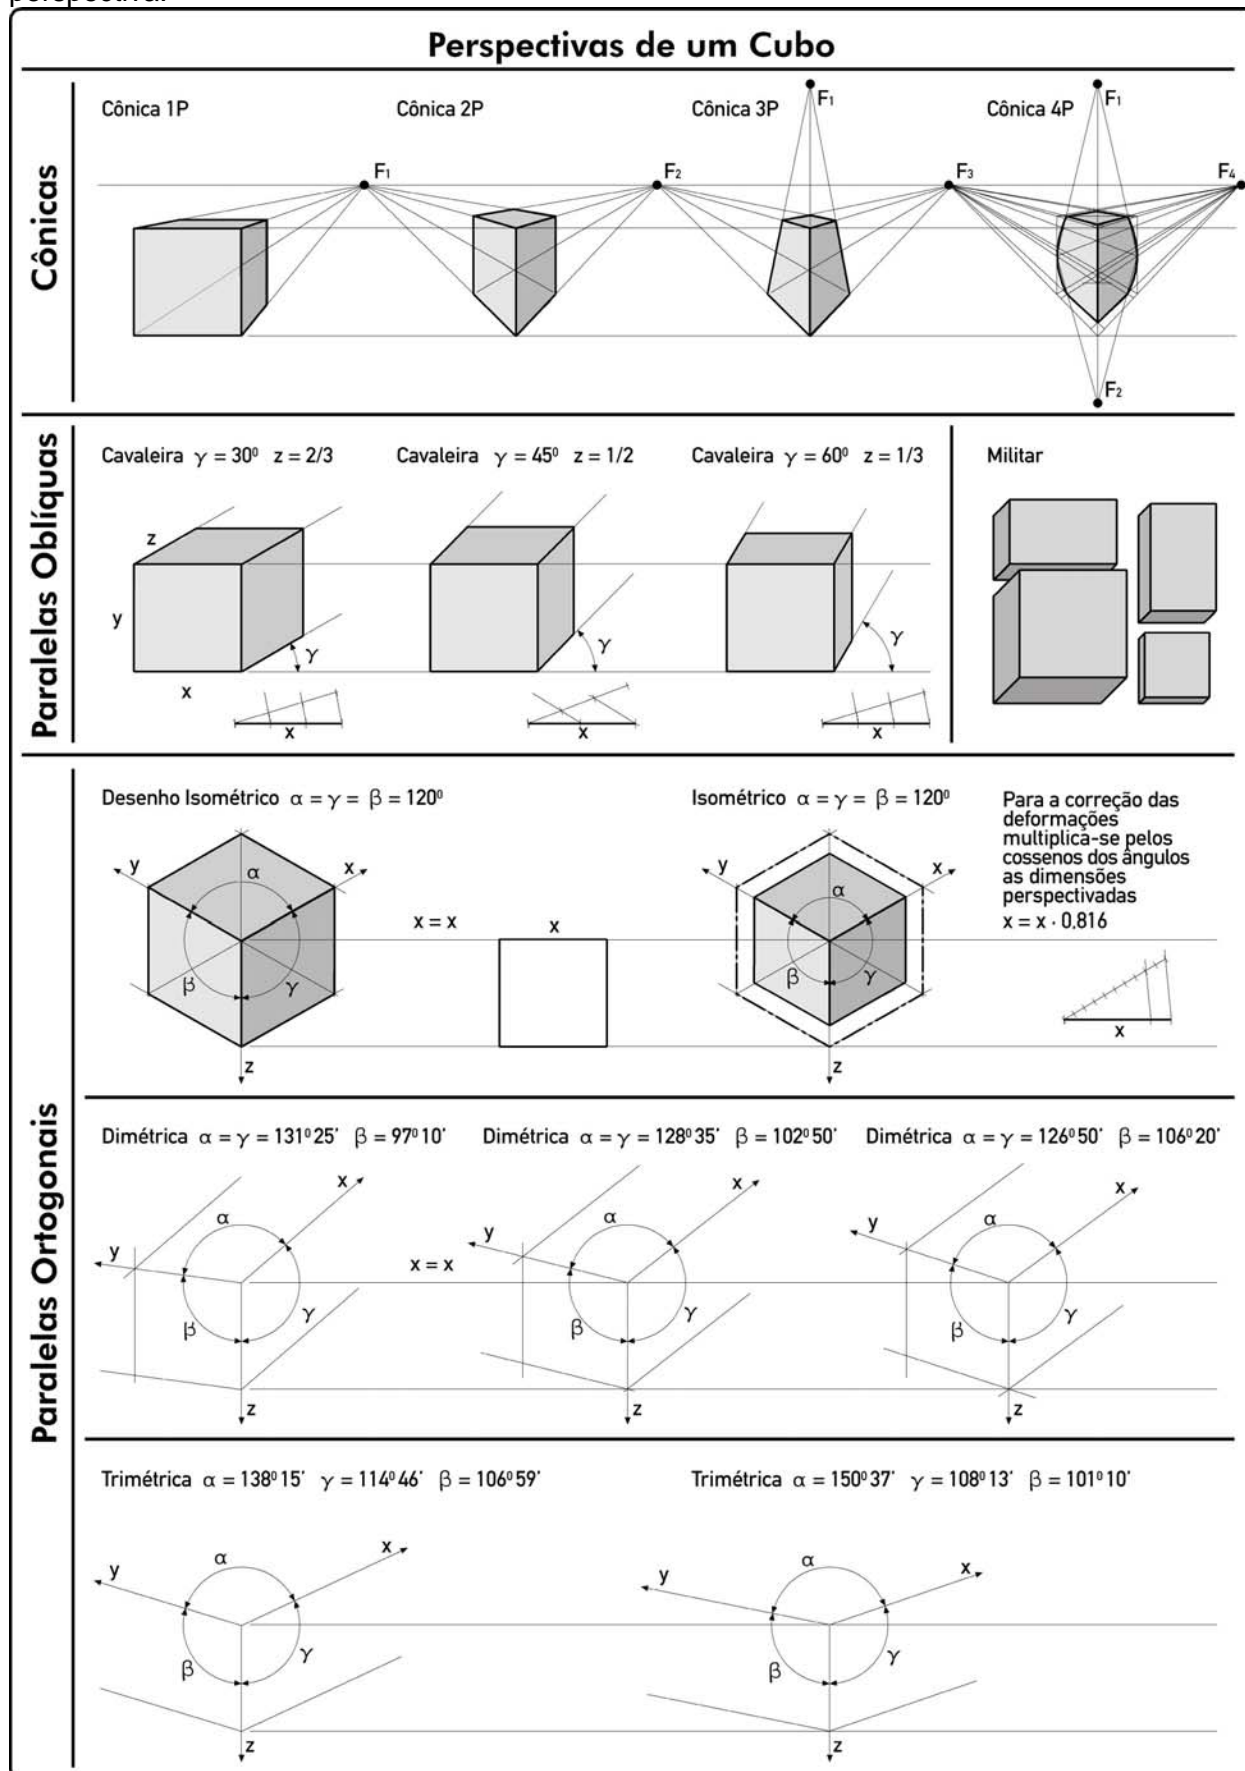 perspectiva.
Perspectivas de um Cubo
Cônicas
Cônica 1P
Cônica 2P
Cônica 3P
Cônica 4P
F1
F1
F1
F2
F3
F4
F2
Paralelas Oblíquas
Cavaleira γ = 30º z = 2/3
Cavaleira γ = 45º z = 1/2
Cavaleira γ = 60º z = 1/3
Militar
z
y
x
γ
γ
γ
x
x
x
Paralelas Ortogonais
Desenho Isométrico α = γ = β = 120º
Isométrico α = γ = β = 120º
Para a correção das
deformações
multiplica-se pelos
cossenos dos ângulos
as dimensões
perspectivadas
x = x · 0.816
y
α
x
β
γ
z
x = x
x
y
α
x
β
γ
z
x
Dimétrica α = γ = 131º 25' β = 97º 10'
Dimétrica α = γ = 128º 35' β = 102º 50'
Dimétrica α = γ = 126º 50' β = 106º 20'
y
α
x
β
γ
z
x = x
y
α
x
β
γ
z
y
α
x
β
γ
z
Trimétrica α = 138º 15' γ = 114º 46' β = 106º 59'
Trimétrica α = 150º 37' γ = 108º 13' β = 101º 10'
y
α
x
β
γ
z
y
α
x
β
γ
z